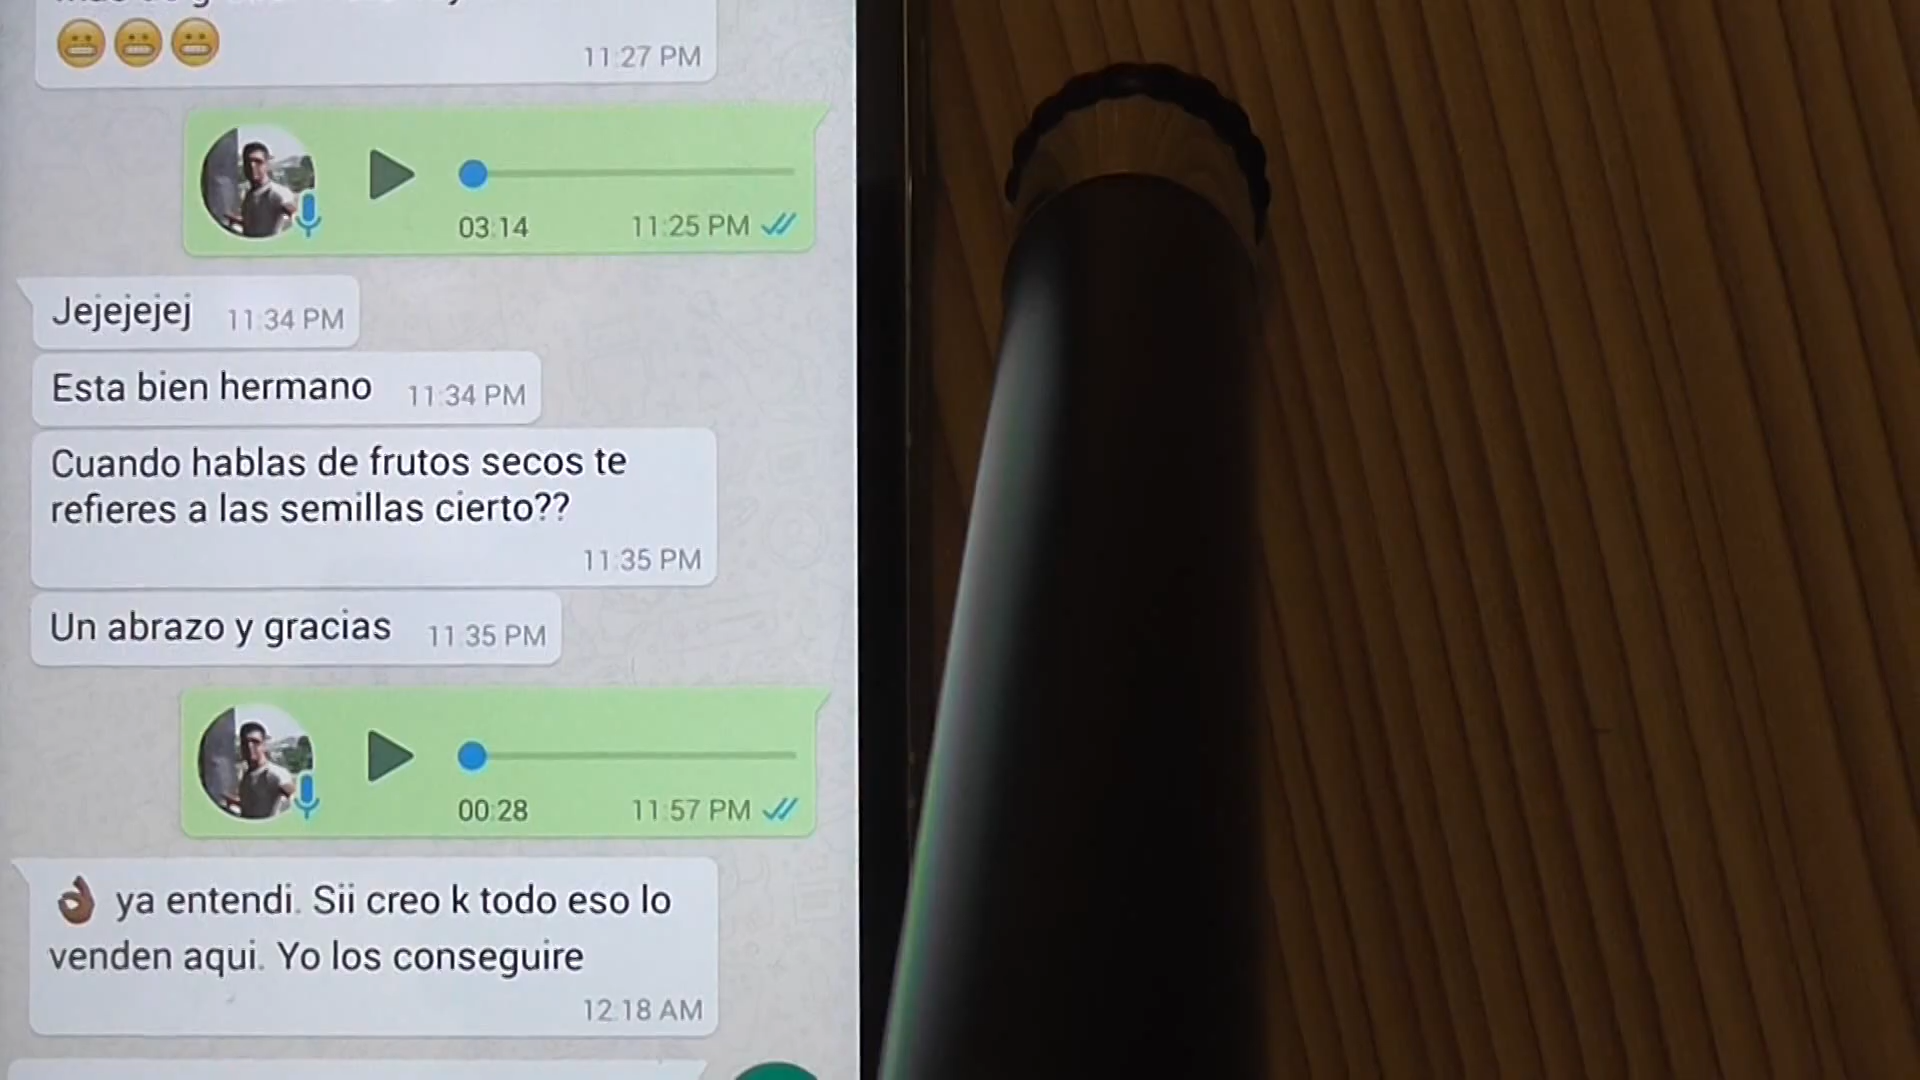 11:27 PM
03:14 11:25 PM
Jejejejej 11:34 PM
Esta bien hermano 11:34 PM
Cuando hablas de frutos secos te
refieres a las semillas cierto??
11:35 PM
Un abrazo y gracias 11:35 PM
00:28 11:57 PM
ya entendi. Sii creo k todo eso lo
venden aqui. Yo los conseguire
12:18 AM